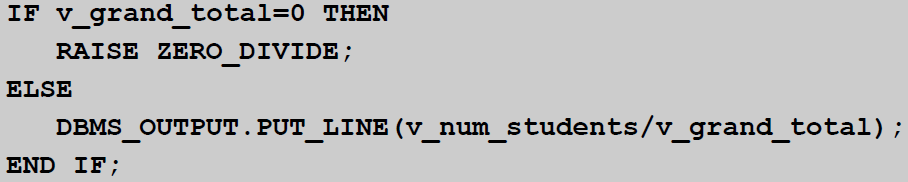 IF v_grand_total=0 THEN
RAISE ZERO_DIVIDE;
ELSE
DBMS_OUTPUT.PUT_LINE(v_num_students/v_grand_total);
END IF;